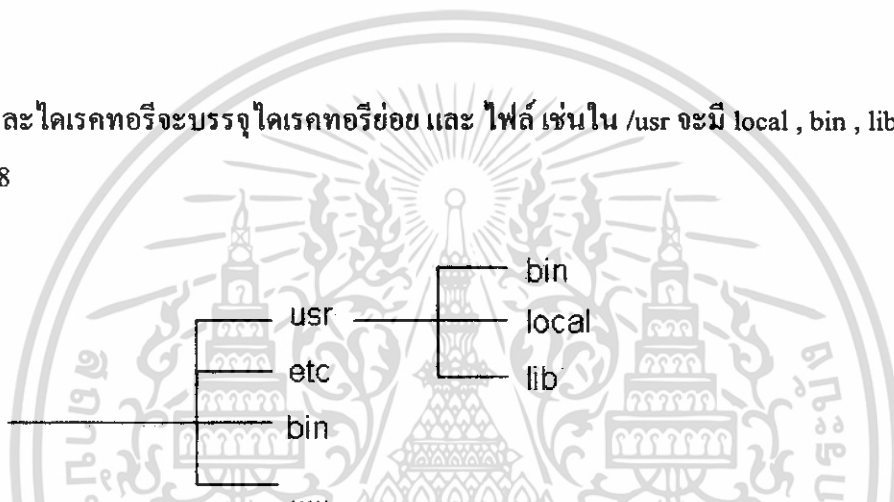 ละไดเรคทอรีจะบรรจุไดเรคทอรีย่อย และ ไฟล์ เช่นใน /usr จะมี local , bin , lib
8
bin
usr
local
etc
lib
bin